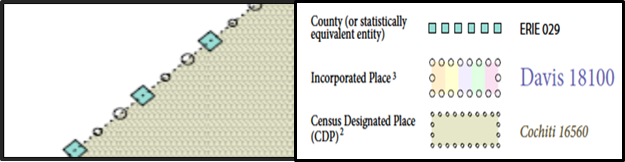 County (or statistically
equivalent entity)
ERIE 029
Incorporated Place 3
Davis 18100
Census Designated Place
(CDP) 2
Cochiti 16560